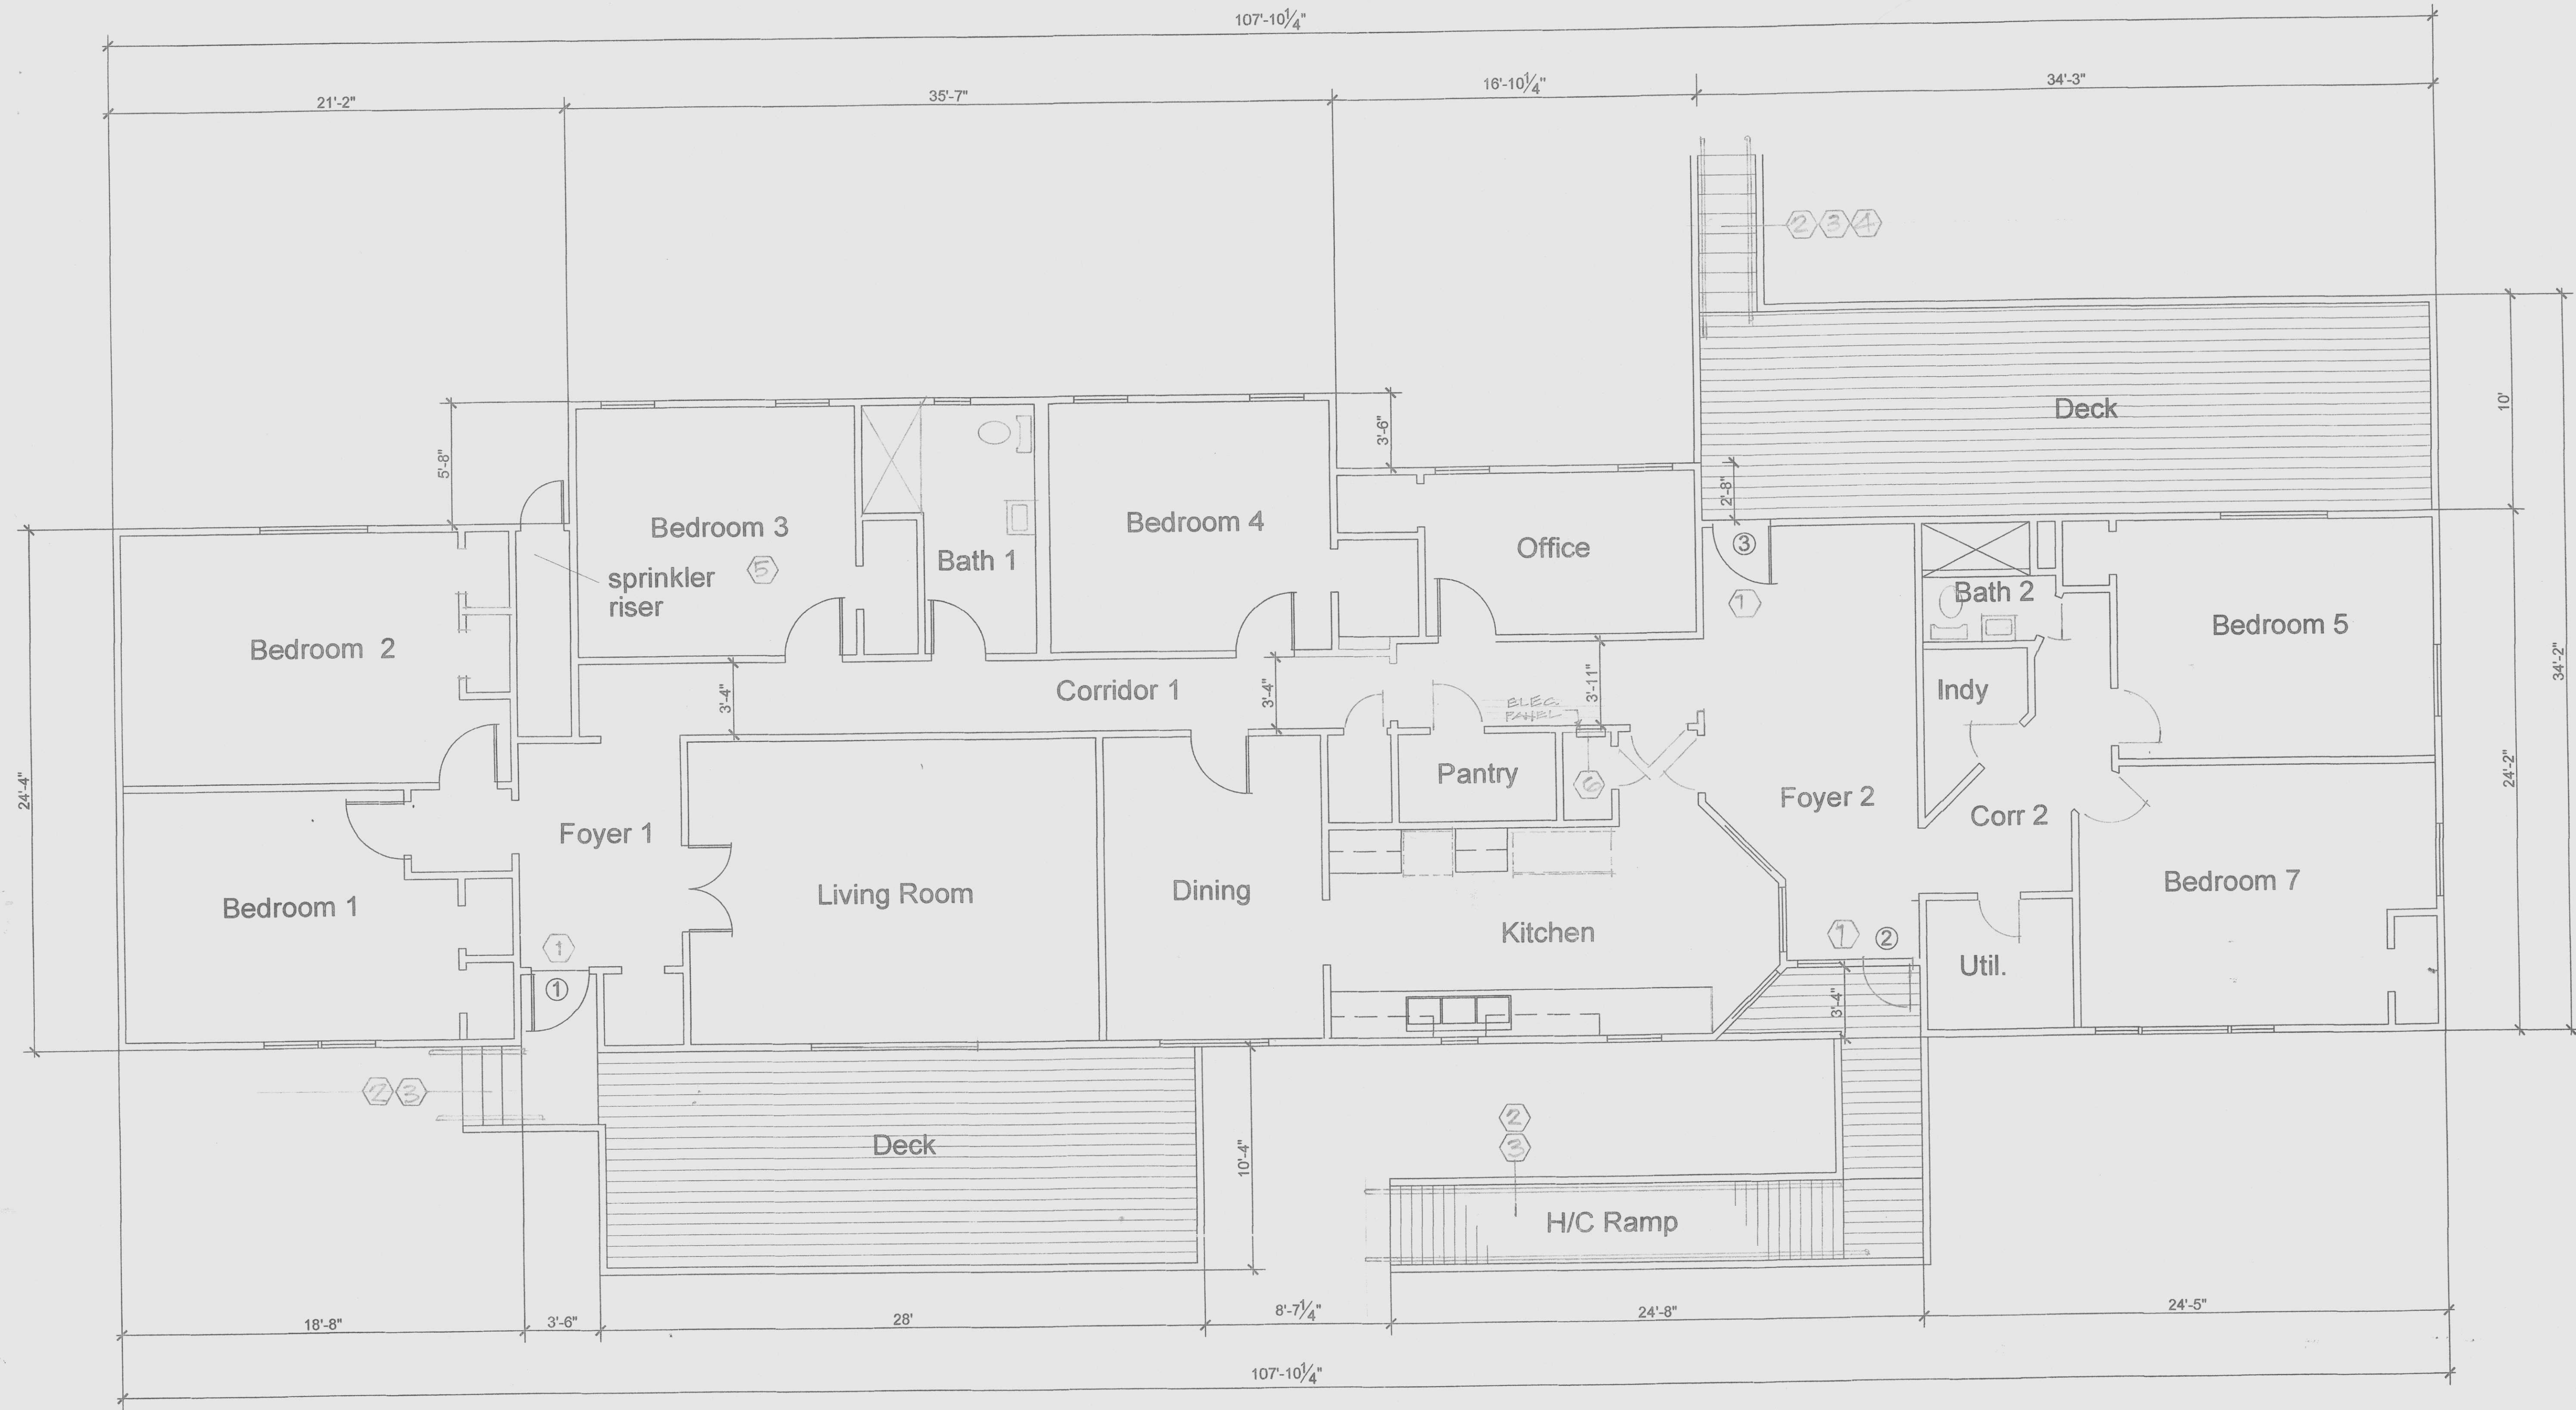 107'-10 1/4"
21'-2"
35'-7"
16'-10 1/4"
34'-3"
2 3 4
10'
34'-2"
Deck
3'-6"
5'-8"
2'-8"
Bedroom 3
5
Bath 1
Bedroom 4
Office
3
1
Bath 2
Bedroom 5
sprinkler
riser
Bedroom 2
Corridor 1
3'-4"
3'-4"
3'-11"
ELEC.
PANEL
Indy
24'-4"
24'-2"
Pantry
6
Foyer 2
Corr 2
Foyer 1
Bedroom 1
Living Room
Dining
Kitchen
Bedroom 7
1
1
1
2
Util.
3'-4"
2 3
Deck
10'-4"
2
3
H/C Ramp
18'-8"
3'-6"
28'
8'-7 1/4"
24'-8"
24'-5"
107'-10 1/4"